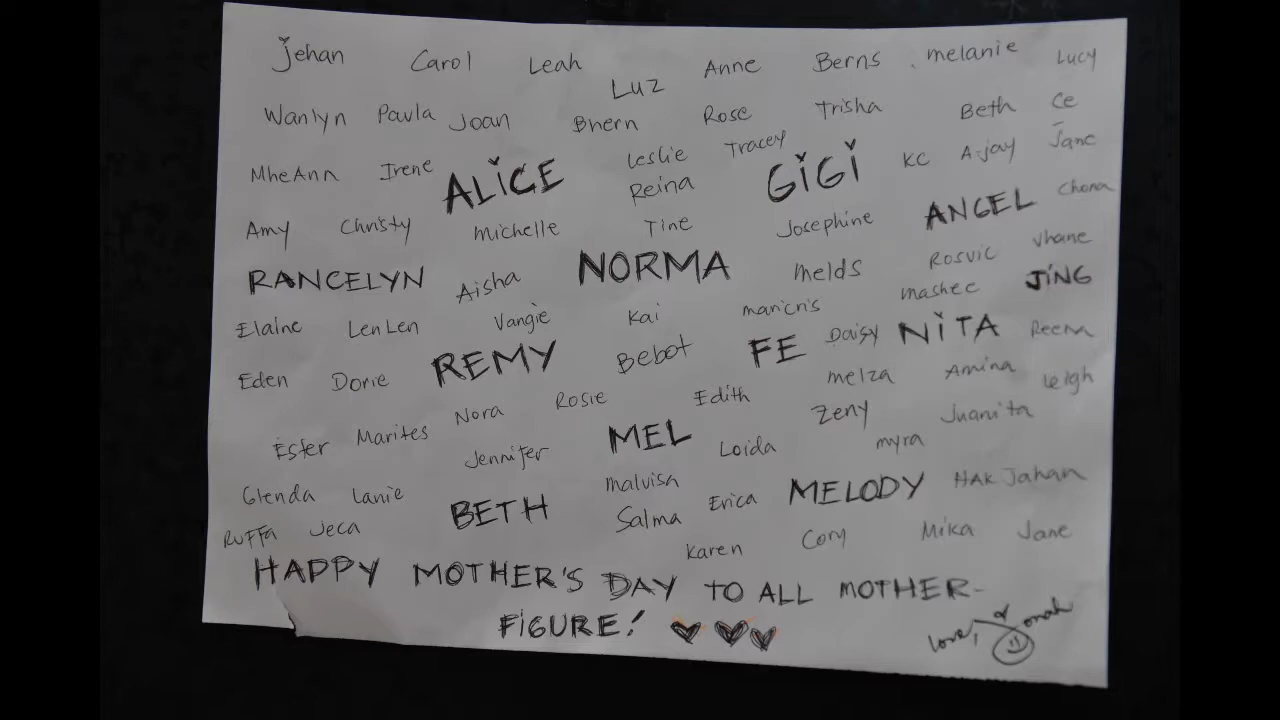 Jehan Carol Leah Luz Anne Berns melanie Lucy
Wanlyn Paula Joan Bhern Rose Trisha Beth Ce
MheAnn Irene ALiCE Leslie Tracey GiGi KC A-jay Jane
Reina
Amy Christy Michelle Tine Josephine ANGEL Chona
RANCELYN Aisha NORMA melds Rosvic Vhane
Elaine LenLen Vangie Kai maricris mashee JiNG
Eden Dorie REMY Bebot FE Daisy NiTA Reena
Nora Rosie Edith melza Amina Leigh
Ester Marites Jennifer MEL Loida Zeny myra Juanita
Glenda Lanie BETH malvisa Erica MELODY HAK Jahan
Ruffa Jeca Salma Karen Cory Mika Jane
HAPPY MOTHER'S DAY TO ALL MOTHER-
FiGURE!
love,